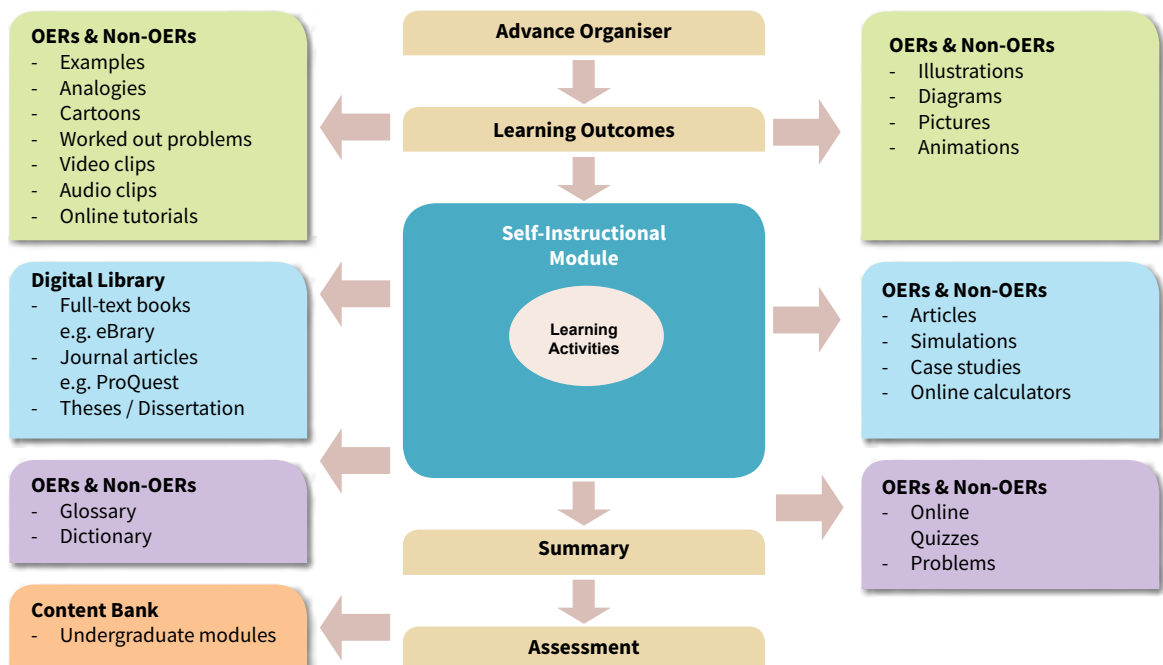 OERs & Non-OERs
- Examples
- Analogies
- Cartoons
- Worked out problems
- Video clips
- Audio clips
- Online tutorials
Digital Library
- Full-text books
e.g. eBrary
- Journal articles
e.g. ProQuest
- Theses / Dissertation
OERs & Non-OERs
- Glossary
- Dictionary
Content Bank
- Undergraduate modules
Advance Organiser
Learning Outcomes
Self-Instructional
Module
Learning
Activities
Summary
Assessment
OERs & Non-OERs
- Illustrations
- Diagrams
- Pictures
- Animations
OERs & Non-OERs
- Articles
- Simulations
- Case studies
- Online calculators
OERs & Non-OERs
- Online
Quizzes
- Problems